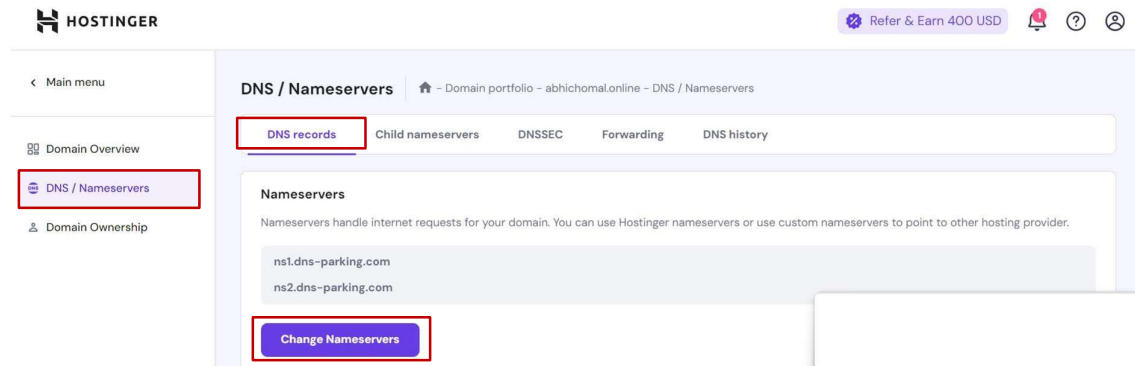 HOSTINGER
Refer & Earn 400 USD
1
Main menu
DNS / Nameservers
- Domain portfolio - abhichomal.online - DNS / Nameservers
DNS records Child nameservers DNSSEC Forwarding DNS history
Domain Overview
DNS DNS / Nameservers
Domain Ownership
Nameservers
Nameservers handle internet requests for your domain. You can use Hostinger nameservers or use custom nameservers to point to other hosting provider.
ns1.dns-parking.com
ns2.dns-parking.com
Change Nameservers